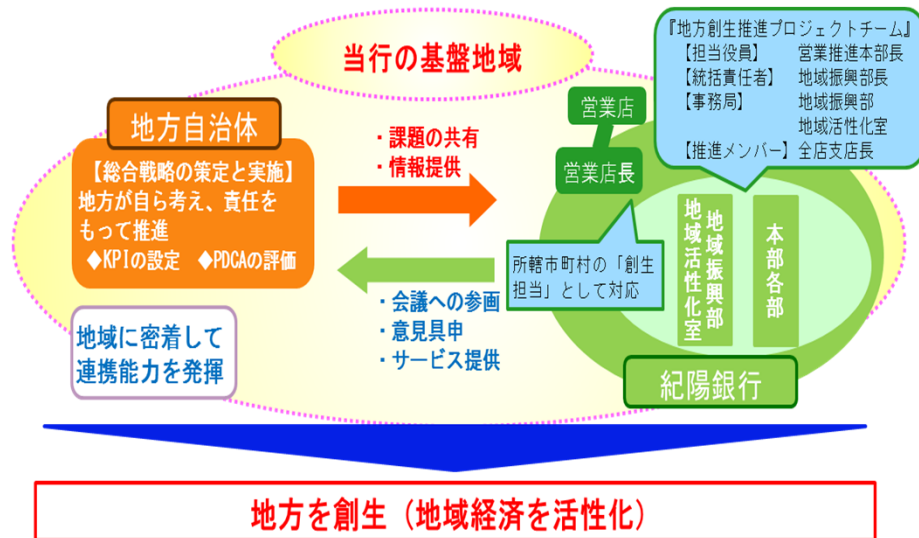 当行の基盤地域
『地方創生推進プロジェクトチーム』
【担当役員】 営業推進本部長
【統括責任者】 地域振興部長
【事務局】 地域振興部
地域活性化室
【推進メンバー】全店支店長
地方自治体
【総合戦略の策定と実施】
地方が自ら考え、責任を
もって推進
◆KPIの設定 ◆PDCAの評価
・課題の共有
・情報提供
営業店
営業店長
所轄市町村の「創生
担当」として対応
地域振興部
地域活性化室
本部各部
・会議への参画
・意見具申
・サービス提供
地域に密着して
連携能力を発揮
紀陽銀行
地方を創生（地域経済を活性化）